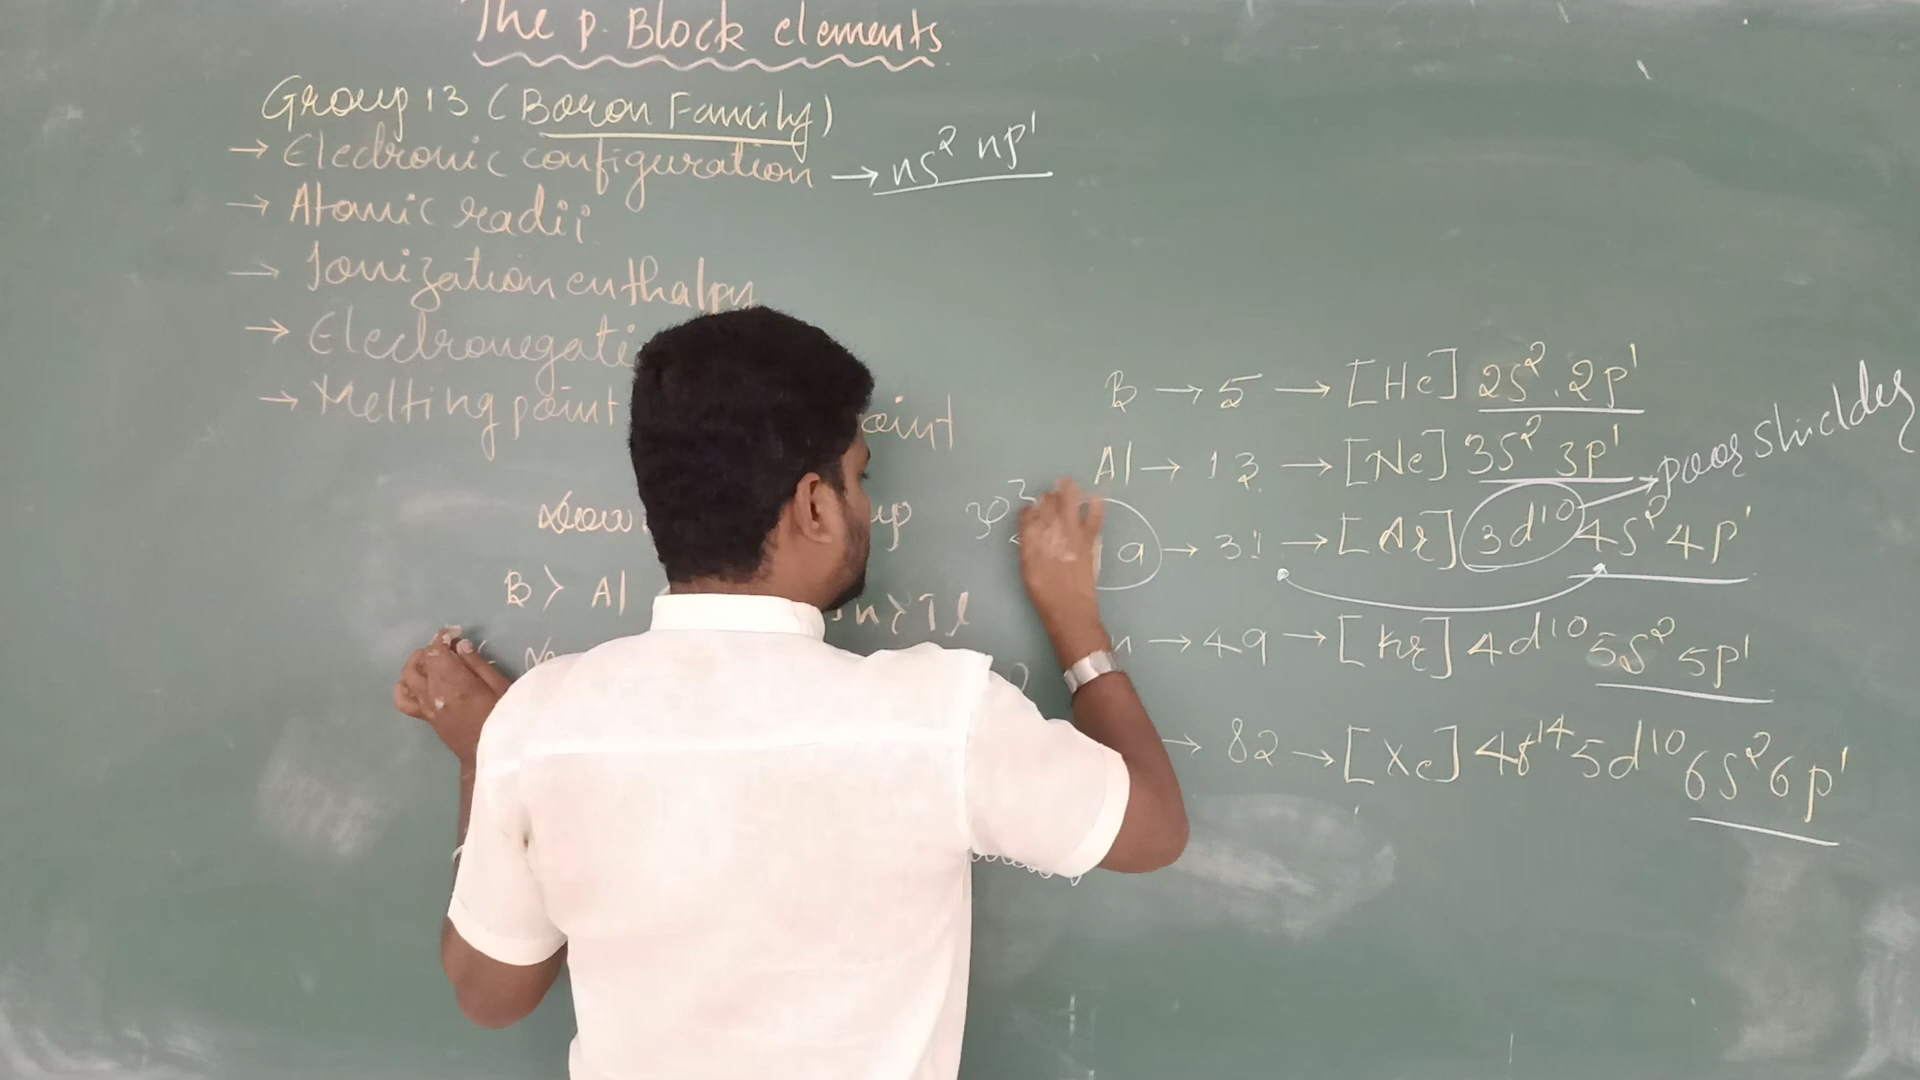 The p-Block elements
Group 13 (Boron Family)
→ Electronic configuration → ns² np¹
→ Atomic radii
→ Ionization enthalpy
→ Electronegati
→ Melting point oint
B → 5 → [He] 2s² 2p¹
Al → 13 → [Ne] 3s² 3p¹
a → 31 → [Ar] 3d¹⁰ 4s² 4p¹
→ poor shielder
n → 49 → [Kr] 4d¹⁰ 5s² 5p¹
→ 82 → [Xe] 4f¹⁴ 5d¹⁰ 6s² 6p¹
B > Al n > Tl